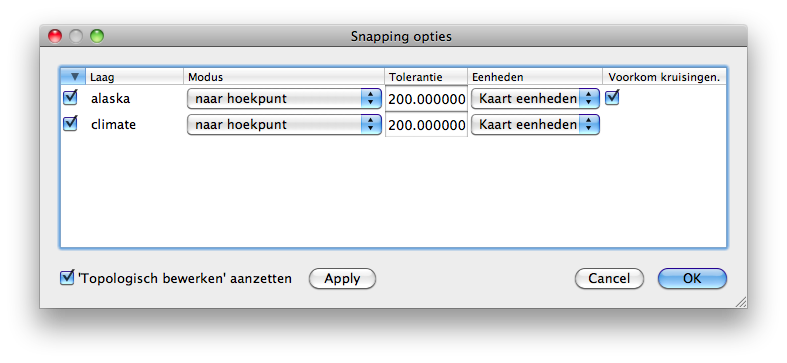 Snapping opties
Laag Modus Tolerantie Eenheden Voorkom kruisingen.
alaska naar hoekpunt 200.000000 Kaart eenheden
climate naar hoekpunt 200.000000 Kaart eenheden
'Topologisch bewerken' aanzetten Apply Cancel OK